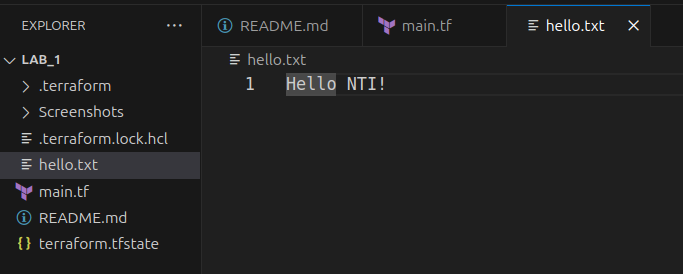 EXPLORER
LAB_1
.terraform
Screenshots
.terraform.lock.hcl
hello.txt
main.tf
README.md
terraform.tfstate
README.md main.tf hello.txt
hello.txt
1 Hello NTI!